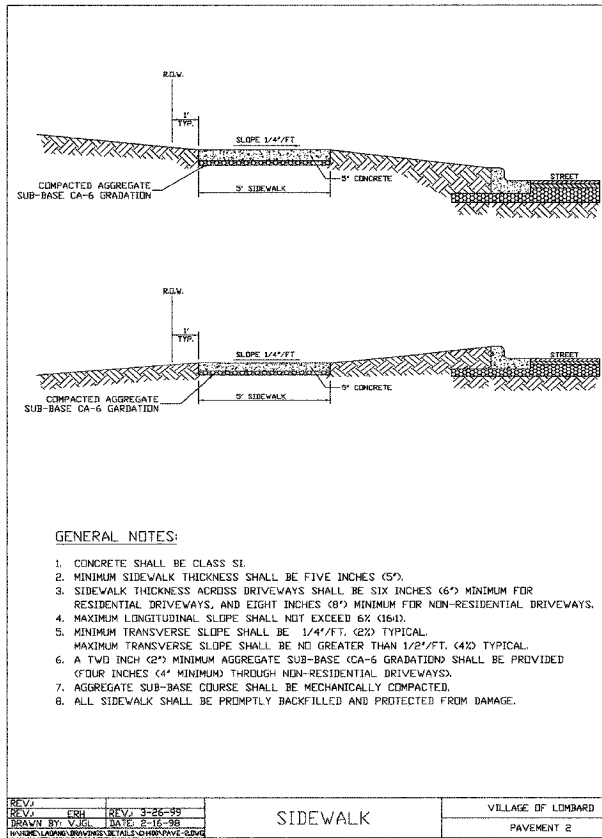 R.O.W.
1'
TYP.
SLOPE 1/4"/FT
COMPACTED AGGREGATE
SUB-BASE CA-6 GRADATION
5" CONCRETE
5' SIDEWALK
STREET
R.O.W.
1'
TYP.
SLOPE 1/4"/FT
COMPACTED AGGREGATE
SUB-BASE CA-6 GARDATION
5" CONCRETE
5' SIDEWALK
STREET
GENERAL NOTES:
1. CONCRETE SHALL BE CLASS SI.
2. MINIMUM SIDEWALK THICKNESS SHALL BE FIVE INCHES (5").
3. SIDEWALK THICKNESS ACROSS DRIVEWAYS SHALL BE SIX INCHES (6") MINIMUM FOR
RESIDENTIAL DRIVEWAYS, AND EIGHT INCHES (8") MINIMUM FOR NON-RESIDENTIAL DRIVEWAYS.
4. MAXIMUM LONGITUDINAL SLOPE SHALL NOT EXCEED 6% (16:1).
5. MINIMUM TRANSVERSE SLOPE SHALL BE 1/4"/FT. (2%) TYPICAL.
MAXIMUM TRANSVERSE SLOPE SHALL BE NO GREATER THAN 1/2"/FT. (4%) TYPICAL.
6. A TWO INCH (2") MINIMUM AGGREGATE SUB-BASE (CA-6 GRADATION) SHALL BE PROVIDED
(FOUR INCHES (4" MINIMUM) THROUGH NON-RESIDENTIAL DRIVEWAYS).
7. AGGREGATE SUB-BASE COURSE SHALL BE MECHANICALLY COMPACTED.
8. ALL SIDEWALK SHALL BE PROMPTLY BACKFILLED AND PROTECTED FROM DAMAGE.
REV.:
REV.: ERH REV.: 3-26-99
DRAWN BY: VJGL DATE: 2-16-98
SIDEWALK
VILLAGE OF LOMBARD
PAVEMENT 2